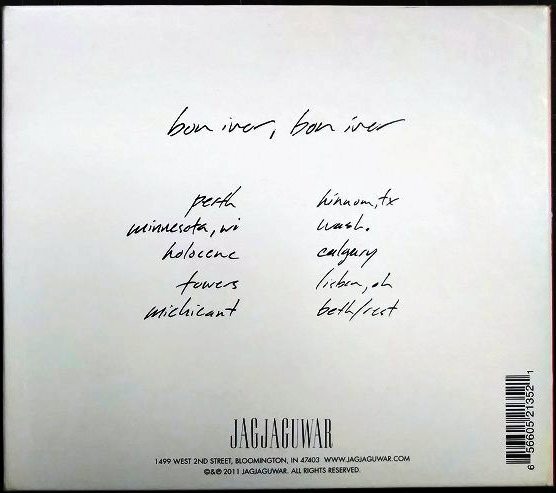 bon iver, bon iver
perth
minnesota, wi
holocene
towers
michicant
hinnom, tx
wash.
calgary
lisbon, oh
beth/rest
JAGJAGUWAR
1499 WEST 2ND STREET, BLOOMINGTON, IN 47403 WWW.JAGJAGUWAR.COM
©&℗ 2011 JAGJAGUWAR. ALL RIGHTS RESERVED.
6 56605 21352 1